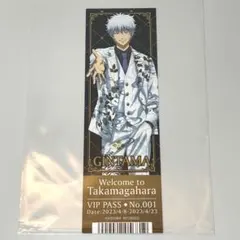 GINTAMA
Welcome to
Takamagahara
VIP PASS ◆ No.001